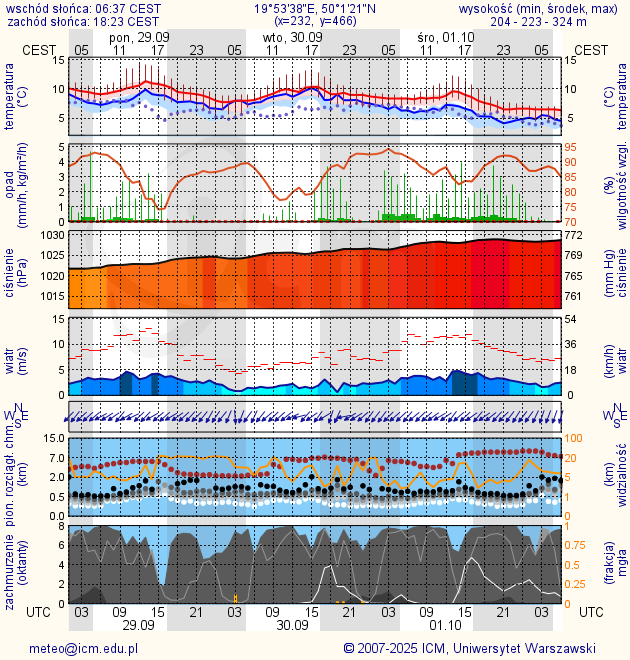 wschód słońca: 06:37 CEST 19°53'38"E, 50°1'21"N wysokość (min, środek, max)
zachód słońca: 18:23 CEST (x=232, y=466) 204 - 223 - 324 m
pon, 29.09 wto, 30.09 śro, 01.10
CEST 05 11 17 23 05 11 17 23 05 11 17 23 05 CEST
temperatura
(°C)
15 10 5
15 10 5
temperatura
(°C)
opad
(mm/h, kg/m²/h)
5 4 3 2 1 0
95 90 85 80 75 70
(%)
wilgotność wzgl.
ciśnienie
(hPa)
1030 1025 1020 1015
772 769 765 761
(mm Hg)
ciśnienie
wiatr
(m/s)
15 10 5 0
54 36 18 0
(km/h)
wiatr
N
W E
S
N
W E
S
pion. rozciągł. chm.
(km)
15.0 7.0 2.0 0.5 0.0
100 20 10 5 1 0
(km)
widzialność
zachmurzenie
(oktanty)
8 6 4 2 0
1 0.75 0.5 0.25 0
(frakcja)
mgła
UTC 03 09 15 21 03 09 15 21 03 09 15 21 03 UTC
29.09 30.09 01.10
meteo@icm.edu.pl © 2007-2025 ICM, Uniwersytet Warszawski